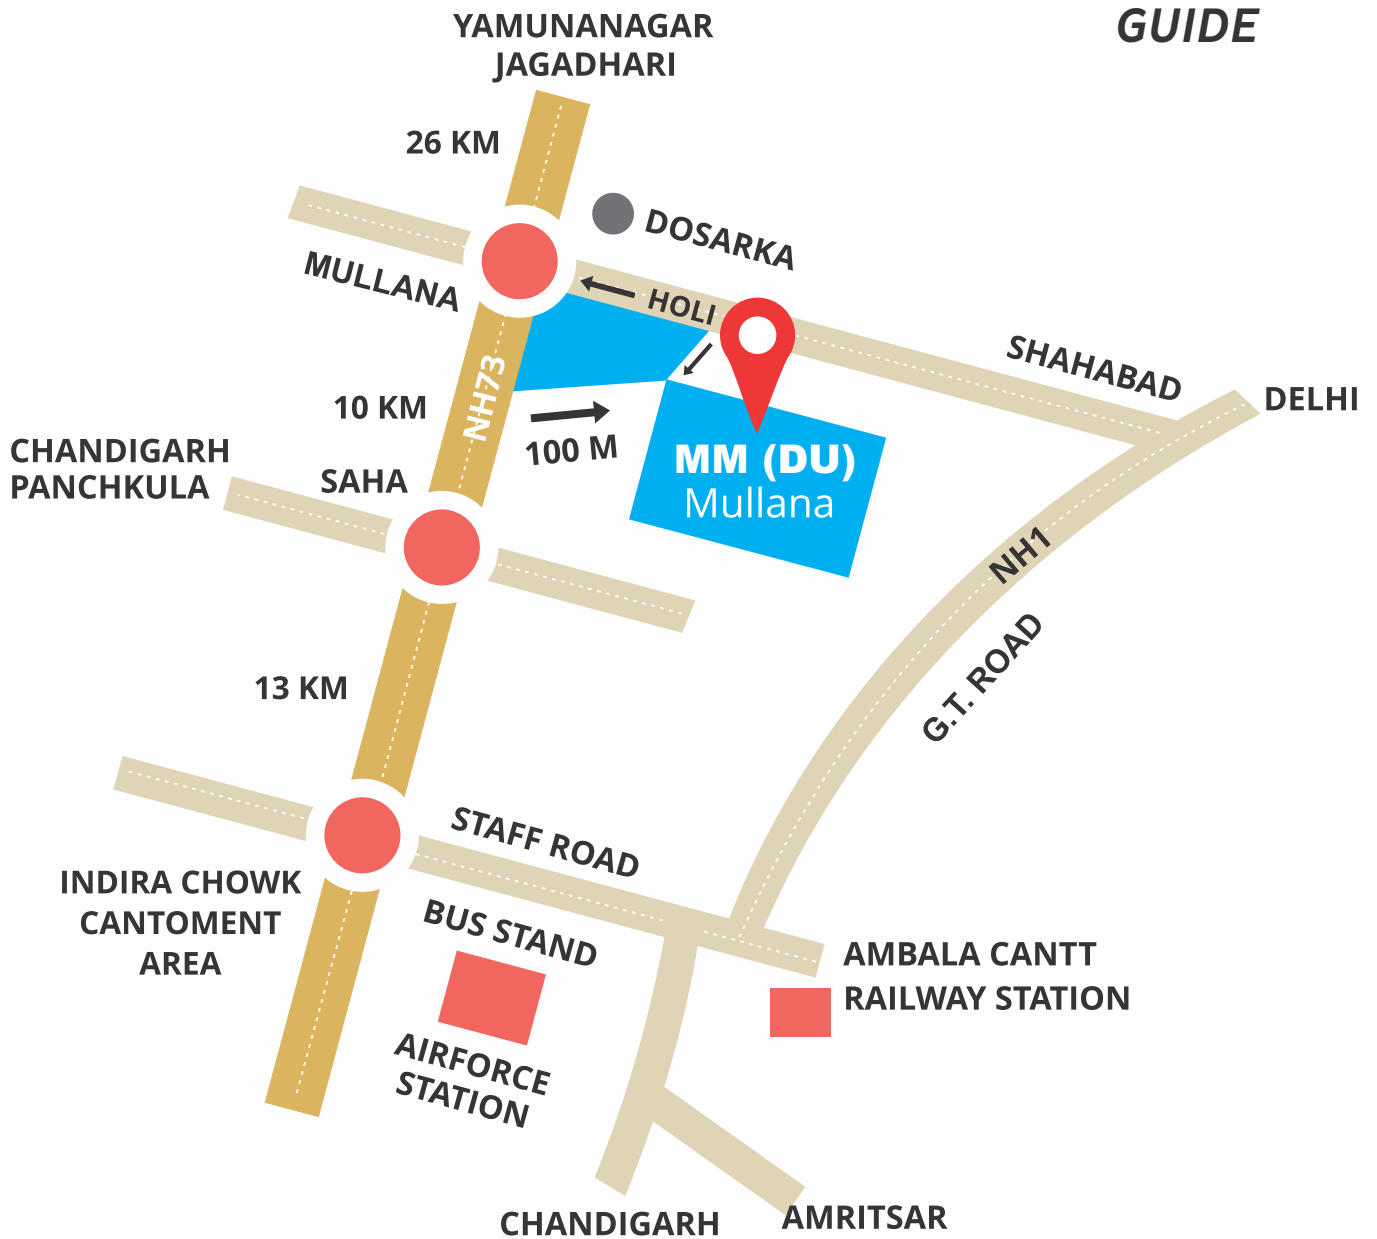 GUIDE
YAMUNANAGAR
JAGADHARI
26 KM
DOSARKA
MULLANA
HOLI
SHAHABAD
DELHI
NH73
10 KM
100 M
CHANDIGARH
PANCHKULA
SAHA
MM (DU)
Mullana
NH1
G.T. ROAD
13 KM
STAFF ROAD
INDIRA CHOWK
CANTOMENT
AREA
BUS STAND
AMBALA CANTT
RAILWAY STATION
AIRFORCE
STATION
CHANDIGARH
AMRITSAR